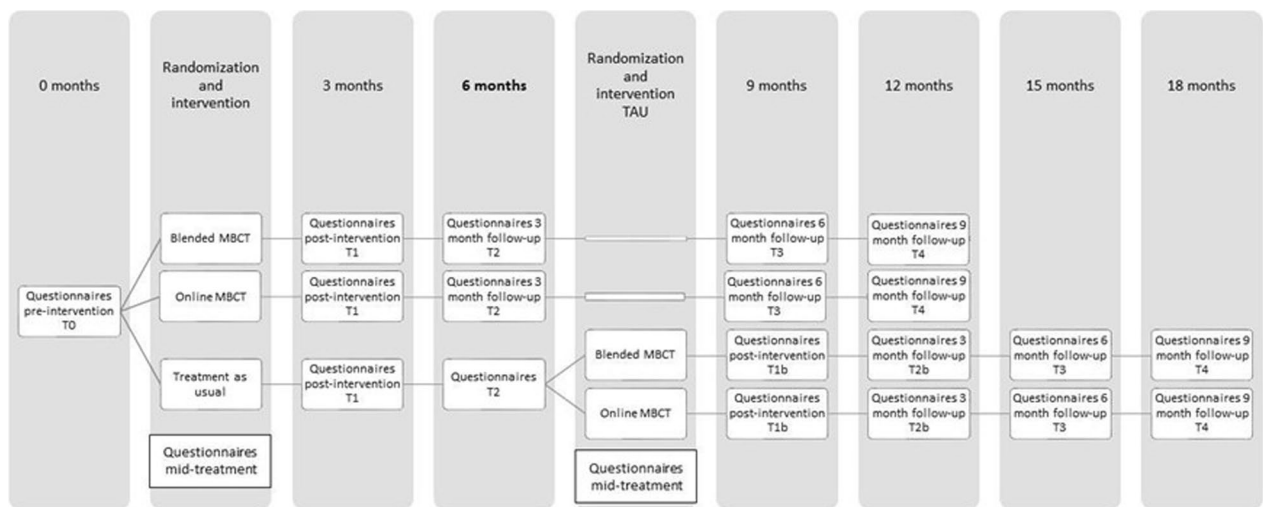 0 months
Randomization
and
intervention
3 months
6 months
Randomization
and
intervention
TAU
9 months
12 months
15 months
18 months
Blended MBCT
Questionnaires
post-intervention
T1
Questionnaires 3
month follow-up
T2
Questionnaires 6
month follow-up
T3
Questionnaires 9
month follow-up
T4
Questionnaires
pre-intervention
T0
Online MBCT
Questionnaires
post-intervention
T1
Questionnaires 3
month follow-up
T2
Questionnaires 6
month follow-up
T3
Questionnaires 9
month follow-up
T4
Treatment as
usual
Questionnaires
post-intervention
T1
Questionnaires
T2
Blended MBCT
Questionnaires
post-intervention
T1b
Questionnaires 3
month follow-up
T2b
Questionnaires 6
month follow-up
T3
Questionnaires 9
month follow-up
T4
Online MBCT
Questionnaires
post-intervention
T1b
Questionnaires 3
month follow-up
T2b
Questionnaires 6
month follow-up
T3
Questionnaires 9
month follow-up
T4
Questionnaires
mid-treatment
Questionnaires
mid-treatment